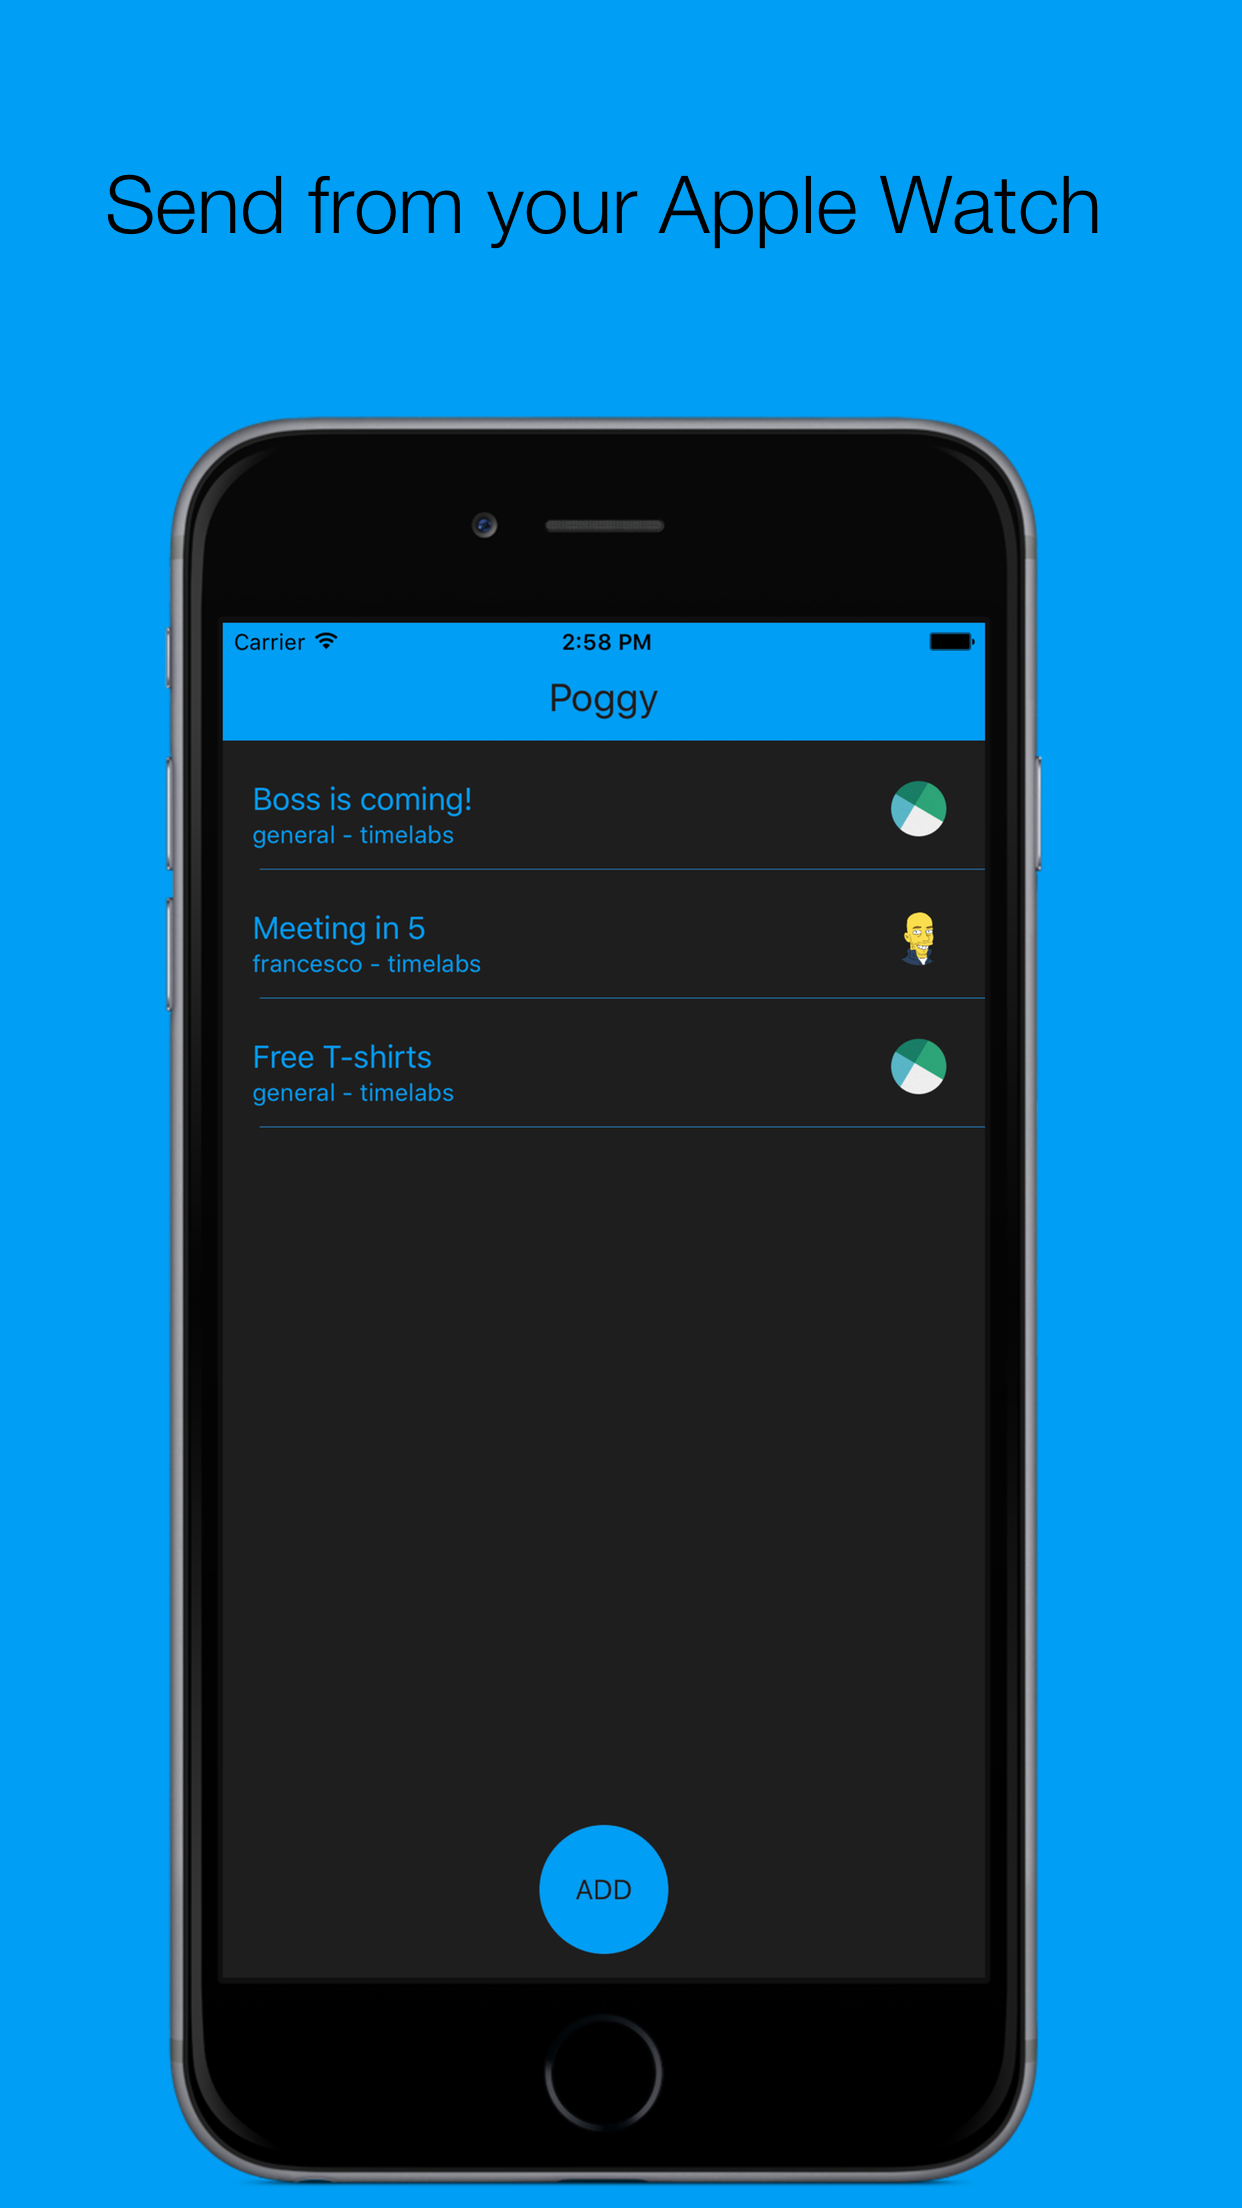 Send from your Apple Watch
Carrier 2:58 PM
Poggy
Boss is coming!
general - timelabs
Meeting in 5
francesco - timelabs
Free T-shirts
general - timelabs
ADD